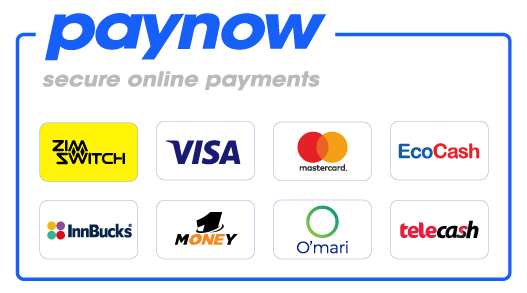 paynow
secure online payments
ZIM
SWITCH
VISA
mastercard.
EcoCash
InnBucks
MONEY
O'mari
telecash